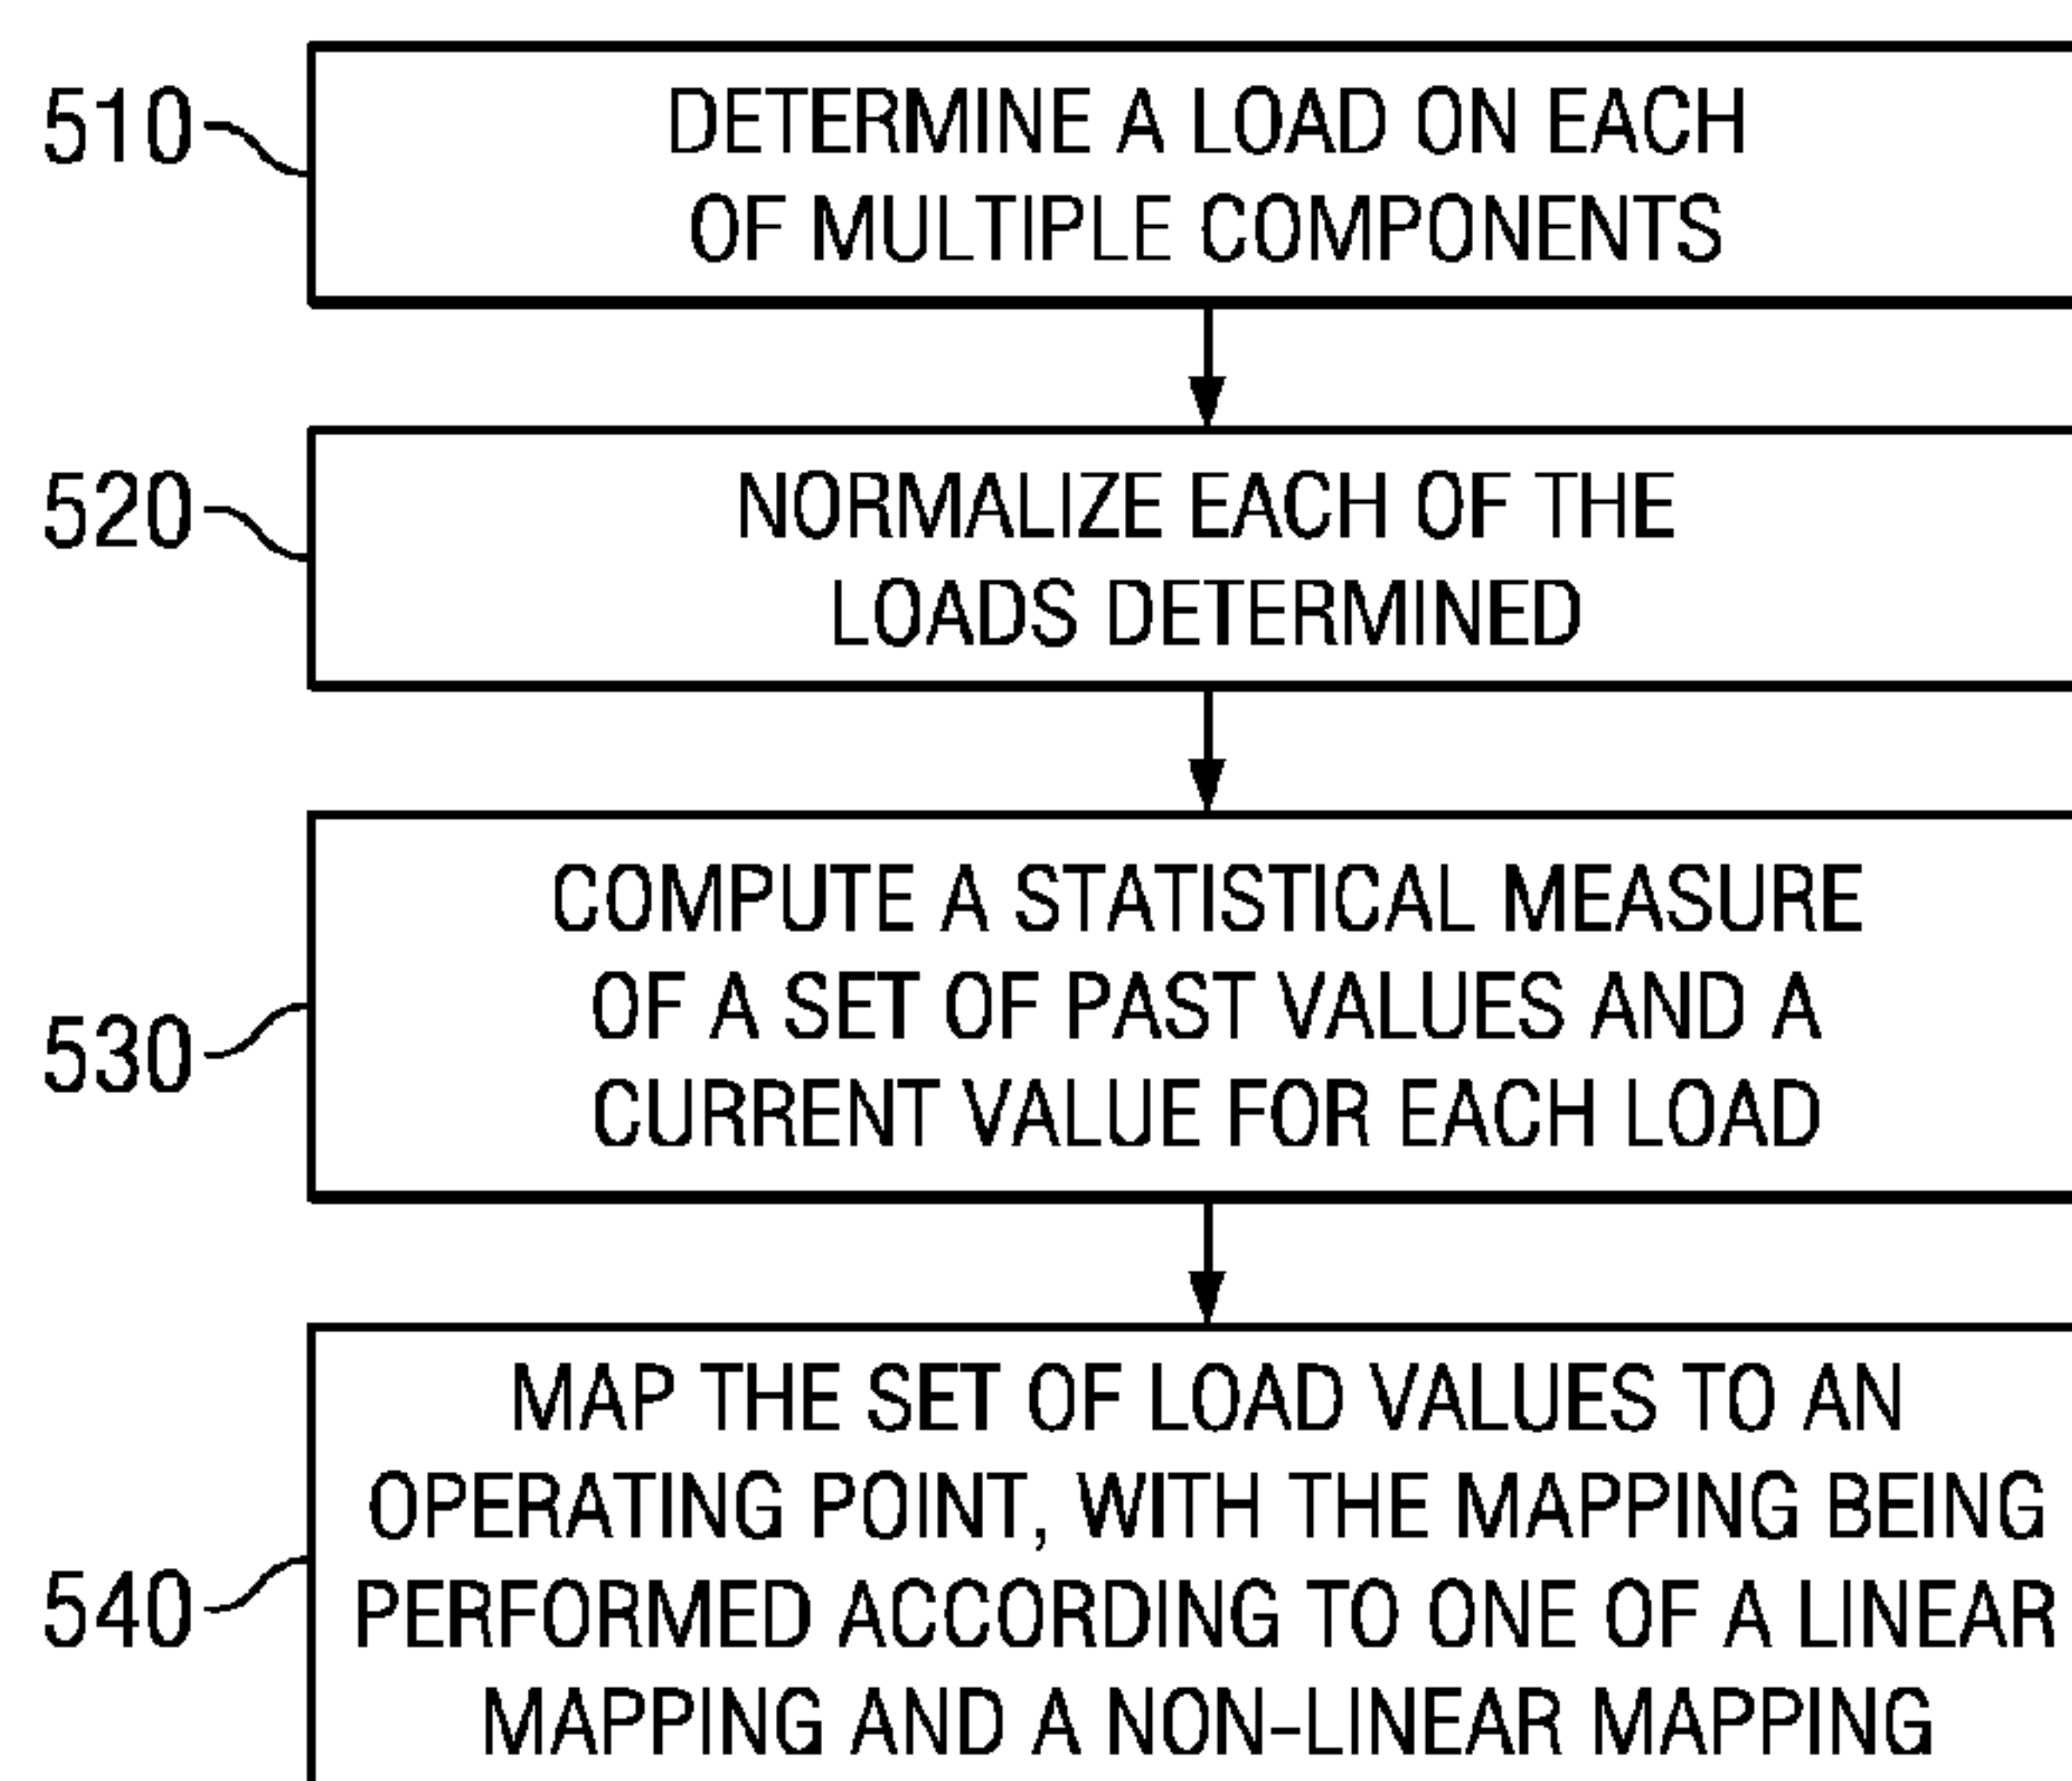 510
DETERMINE A LOAD ON EACH
OF MULTIPLE COMPONENTS
520
NORMALIZE EACH OF THE
LOADS DETERMINED
530
COMPUTE A STATISTICAL MEASURE
OF A SET OF PAST VALUES AND A
CURRENT VALUE FOR EACH LOAD
540
MAP THE SET OF LOAD VALUES TO AN
OPERATING POINT, WITH THE MAPPING BEING
PERFORMED ACCORDING TO ONE OF A LINEAR
MAPPING AND A NON-LINEAR MAPPING